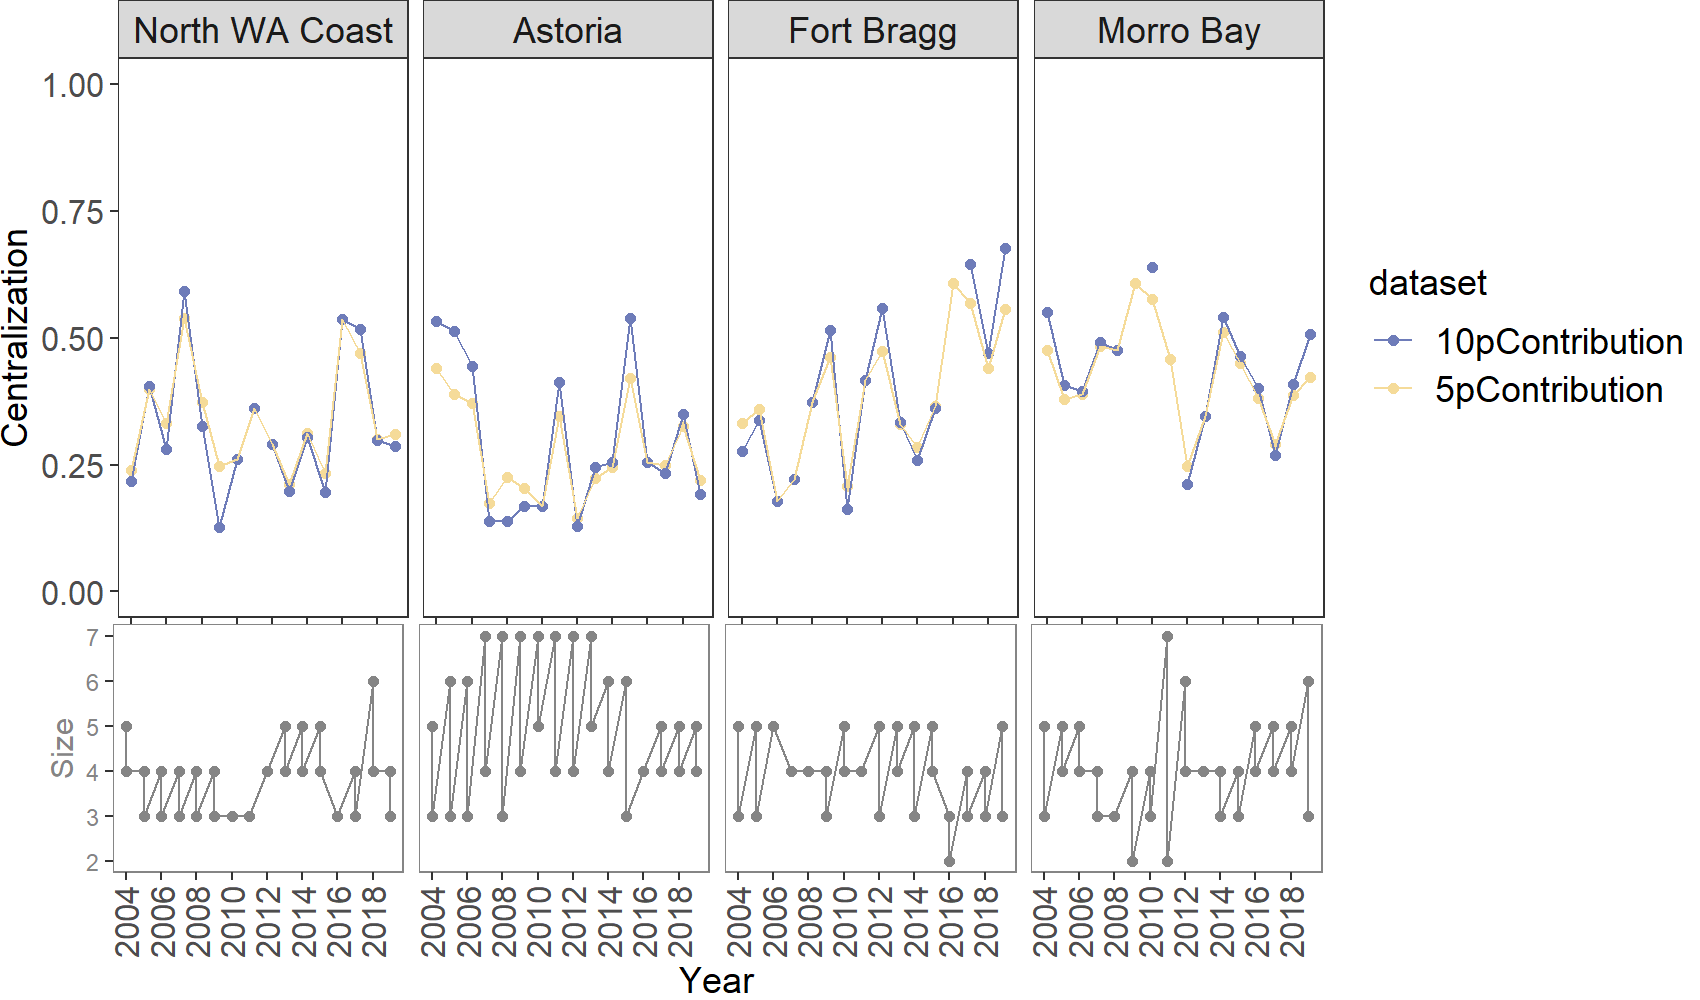 North WA Coast Astoria Fort Bragg Morro Bay
1.00
0.75
0.50
0.25
0.00
Centralization
dataset
10pContribution
5pContribution
7
6
5
4
3
2
Size
2004 2006 2008 2010 2012 2014 2016 2018 2004 2006 2008 2010 2012 2014 2016 2018 2004 2006 2008 2010 2012 2014 2016 2018 2004 2006 2008 2010 2012 2014 2016 2018
Year